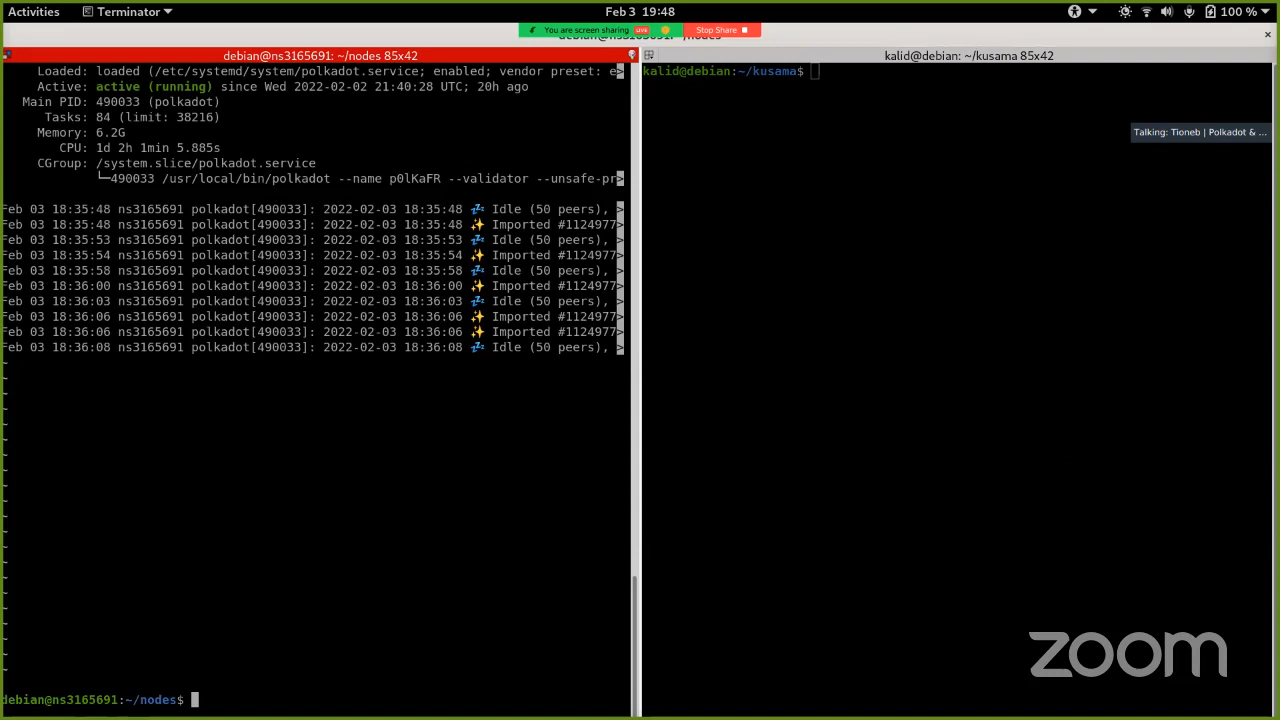 Activities Terminator Feb 3 19:48 100 %
You are screen sharing LIVE Stop Share
debian@ns3165691: ~/nodes 85x42
Loaded: loaded (/etc/systemd/system/polkadot.service; enabled; vendor preset: e>
Active: active (running) since Wed 2022-02-02 21:40:28 UTC; 20h ago
Main PID: 490033 (polkadot)
Tasks: 84 (limit: 38216)
Memory: 6.2G
CPU: 1d 2h 1min 5.885s
CGroup: /system.slice/polkadot.service
└─490033 /usr/local/bin/polkadot --name p0lKaFR --validator --unsafe-pr>
Feb 03 18:35:48 ns3165691 polkadot[490033]: 2022-02-03 18:35:48 💤 Idle (50 peers), >
Feb 03 18:35:48 ns3165691 polkadot[490033]: 2022-02-03 18:35:48 ✨ Imported #1124977>
Feb 03 18:35:53 ns3165691 polkadot[490033]: 2022-02-03 18:35:53 💤 Idle (50 peers), >
Feb 03 18:35:54 ns3165691 polkadot[490033]: 2022-02-03 18:35:54 ✨ Imported #1124977>
Feb 03 18:35:58 ns3165691 polkadot[490033]: 2022-02-03 18:35:58 💤 Idle (50 peers), >
Feb 03 18:36:00 ns3165691 polkadot[490033]: 2022-02-03 18:36:00 ✨ Imported #1124977>
Feb 03 18:36:03 ns3165691 polkadot[490033]: 2022-02-03 18:36:03 💤 Idle (50 peers), >
Feb 03 18:36:06 ns3165691 polkadot[490033]: 2022-02-03 18:36:06 ✨ Imported #1124977>
Feb 03 18:36:06 ns3165691 polkadot[490033]: 2022-02-03 18:36:06 ✨ Imported #1124977>
Feb 03 18:36:08 ns3165691 polkadot[490033]: 2022-02-03 18:36:08 💤 Idle (50 peers), >
debian@ns3165691:~/nodes$
kalid@debian: ~/kusama 85x42
kalid@debian:~/kusama$
Talking: Tioneb | Polkadot & ...
zoom